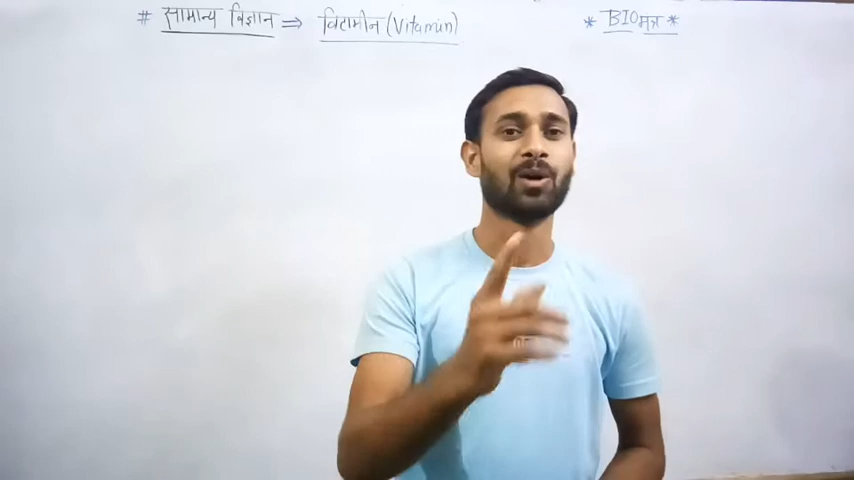 # सामान्य विज्ञान ⇒ विटामीन (Vitamin) * BIOमंत्र *